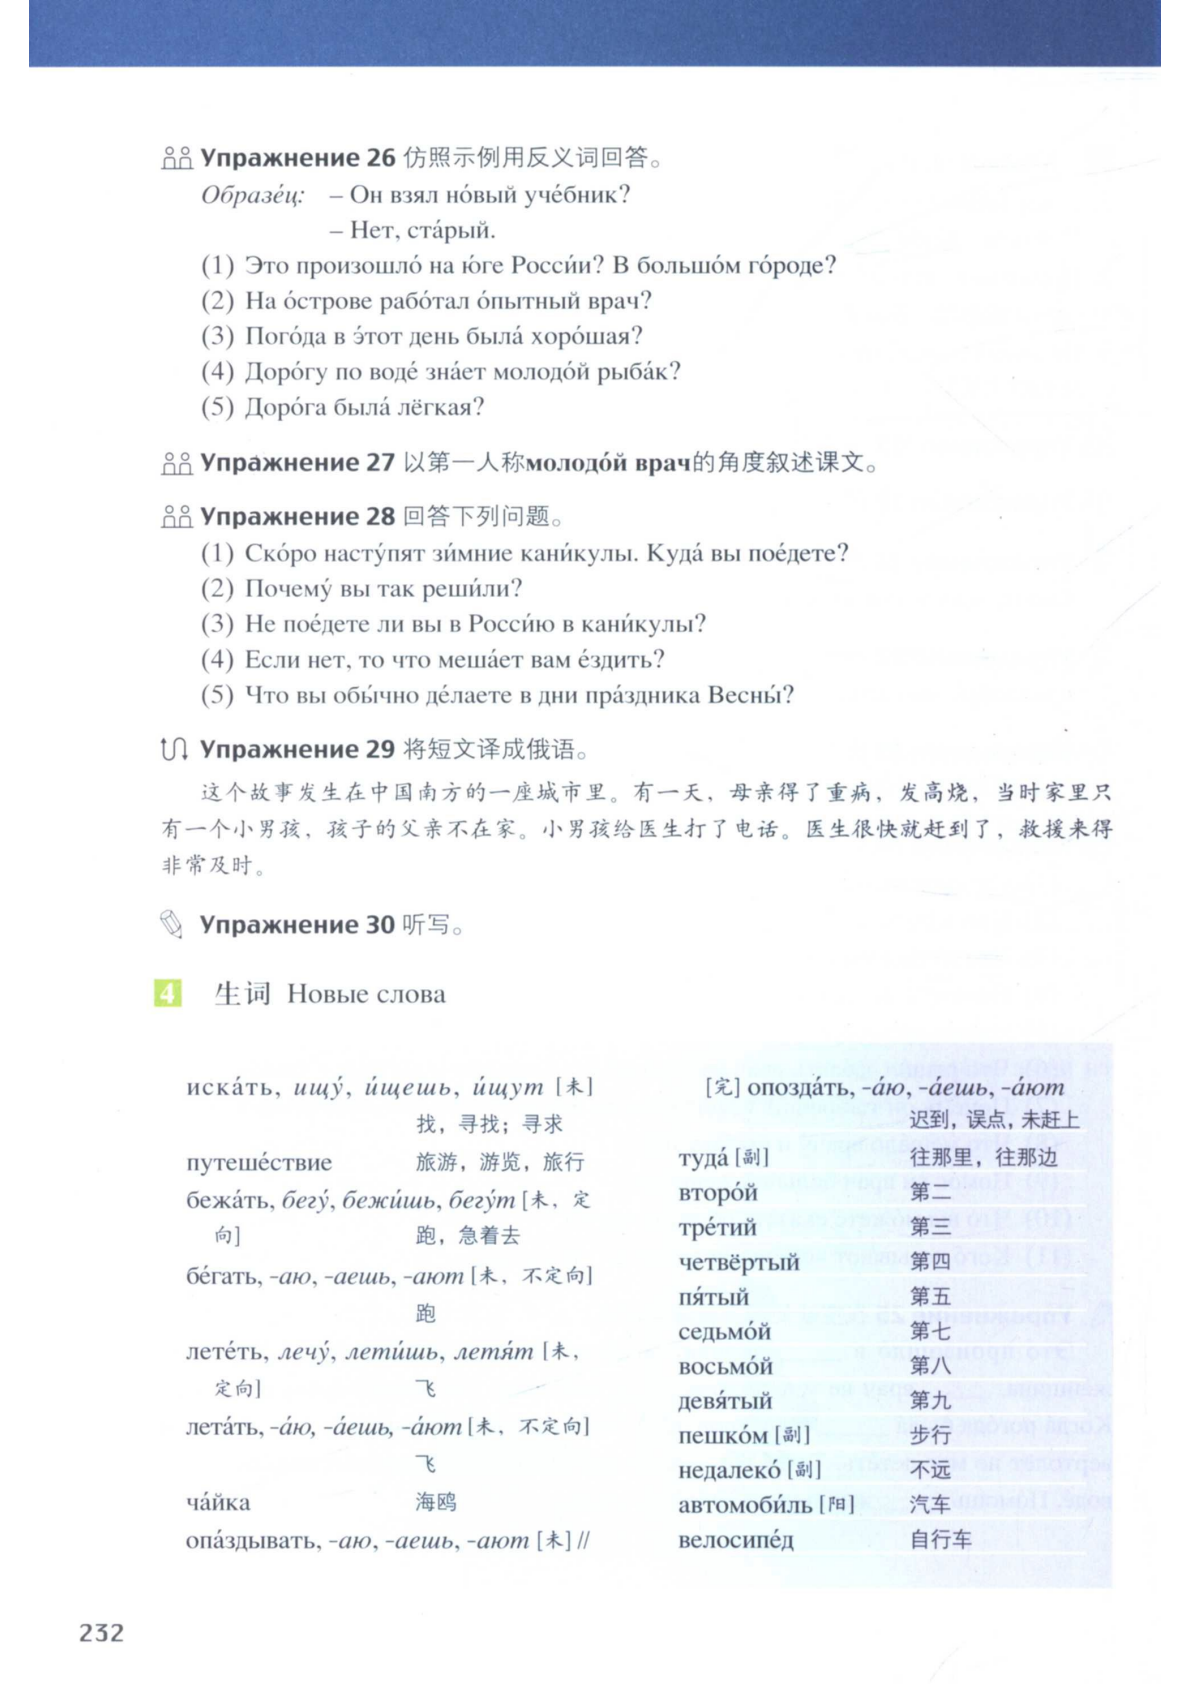 Упражнение 26 仿照示例用反义词回答。
Образе́ц: – Он взял но́вый уче́бник?
– Нет, ста́рый.
(1) Это произошло́ на ю́ге Росси́и? В большо́м го́роде?
(2) На о́строве рабо́тал о́пытный врач?
(3) Пого́да в э́тот день была́ хоро́шая?
(4) Доро́гу по воде́ зна́ет молодо́й рыба́к?
(5) Доро́га была́ лёгкая?
Упражнение 27 以第一人称молодо́й врач的角度叙述课文。
Упражнение 28 回答下列问题。
(1) Ско́ро насту́пят зи́мние кани́кулы. Куда́ вы пое́дете?
(2) Почему́ вы так реши́ли?
(3) Не пое́дете ли вы в Росси́ю в кани́кулы?
(4) Если нет, то что меша́ет вам е́здить?
(5) Что вы обы́чно де́лаете в дни пра́здника Весны́?
Упражнение 29 将短文译成俄语。
这个故事发生在中国南方的一座城市里。有一天，母亲得了重病，发高烧，当时家里只
有一个小男孩，孩子的父亲不在家。小男孩给医生打了电话。医生很快就赶到了，救援来得
非常及时。
Упражнение 30 听写。
4 生词 Новые слова
иска́ть, ищу́, и́щешь, и́щут [未]
找，寻找；寻求
путеше́ствие 旅游，游览，旅行
бежа́ть, бегу́, бежи́шь, бегу́т [未，定
向] 跑，急着去
бе́гать, -аю, -аешь, -ают [未，不定向]
跑
лете́ть, лечу́, лети́шь, летя́т [未，
定向] 飞
лета́ть, -а́ю, -а́ешь, -а́ют [未，不定向]
飞
ча́йка 海鸥
опа́здывать, -аю, -аешь, -ают [未] //
[完] опозда́ть, -а́ю, -а́ешь, -а́ют
迟到，误点，未赶上
туда́ [副] 往那里，往那边
второ́й 第二
тре́тий 第三
четвёртый 第四
пя́тый 第五
седьмо́й 第七
восьмо́й 第八
девя́тый 第九
пешко́м [副] 步行
недалеко́ [副] 不远
автомоби́ль [阳] 汽车
велосипе́д 自行车
232